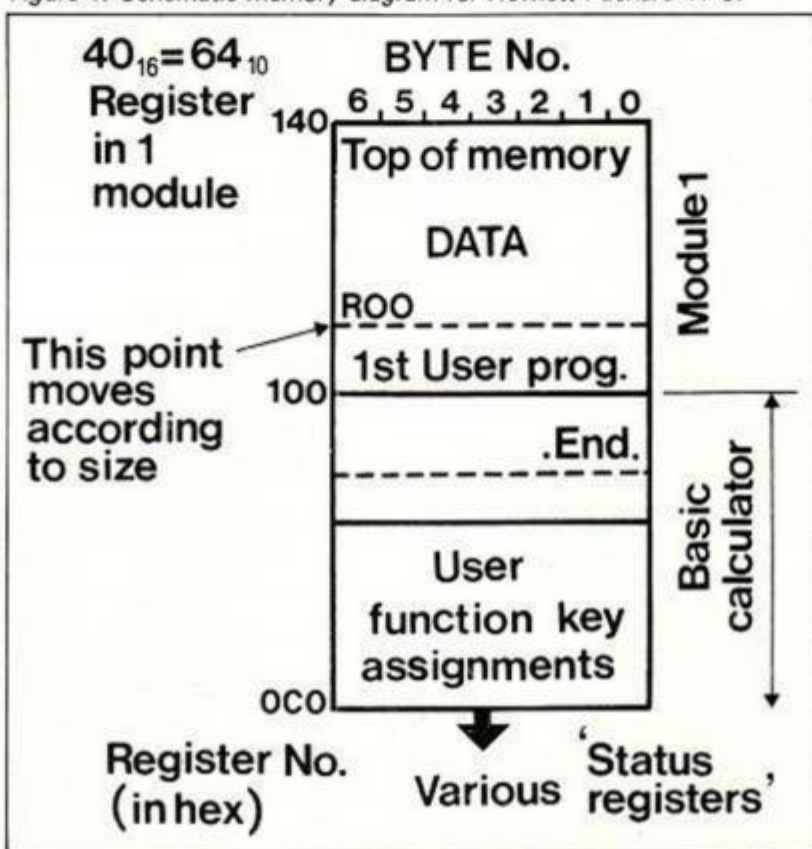 40₁₆=64₁₀
Register
in 1
module
BYTE No.
6 5 4 3 2 1 0
140
Top of memory
DATA
ROO
Module 1
This point
moves
according
to size
1st User prog.
100
.End.
Basic
calculator
User
function key
assignments
OCO
Register No.
(in hex)
Various
'Status
registers'